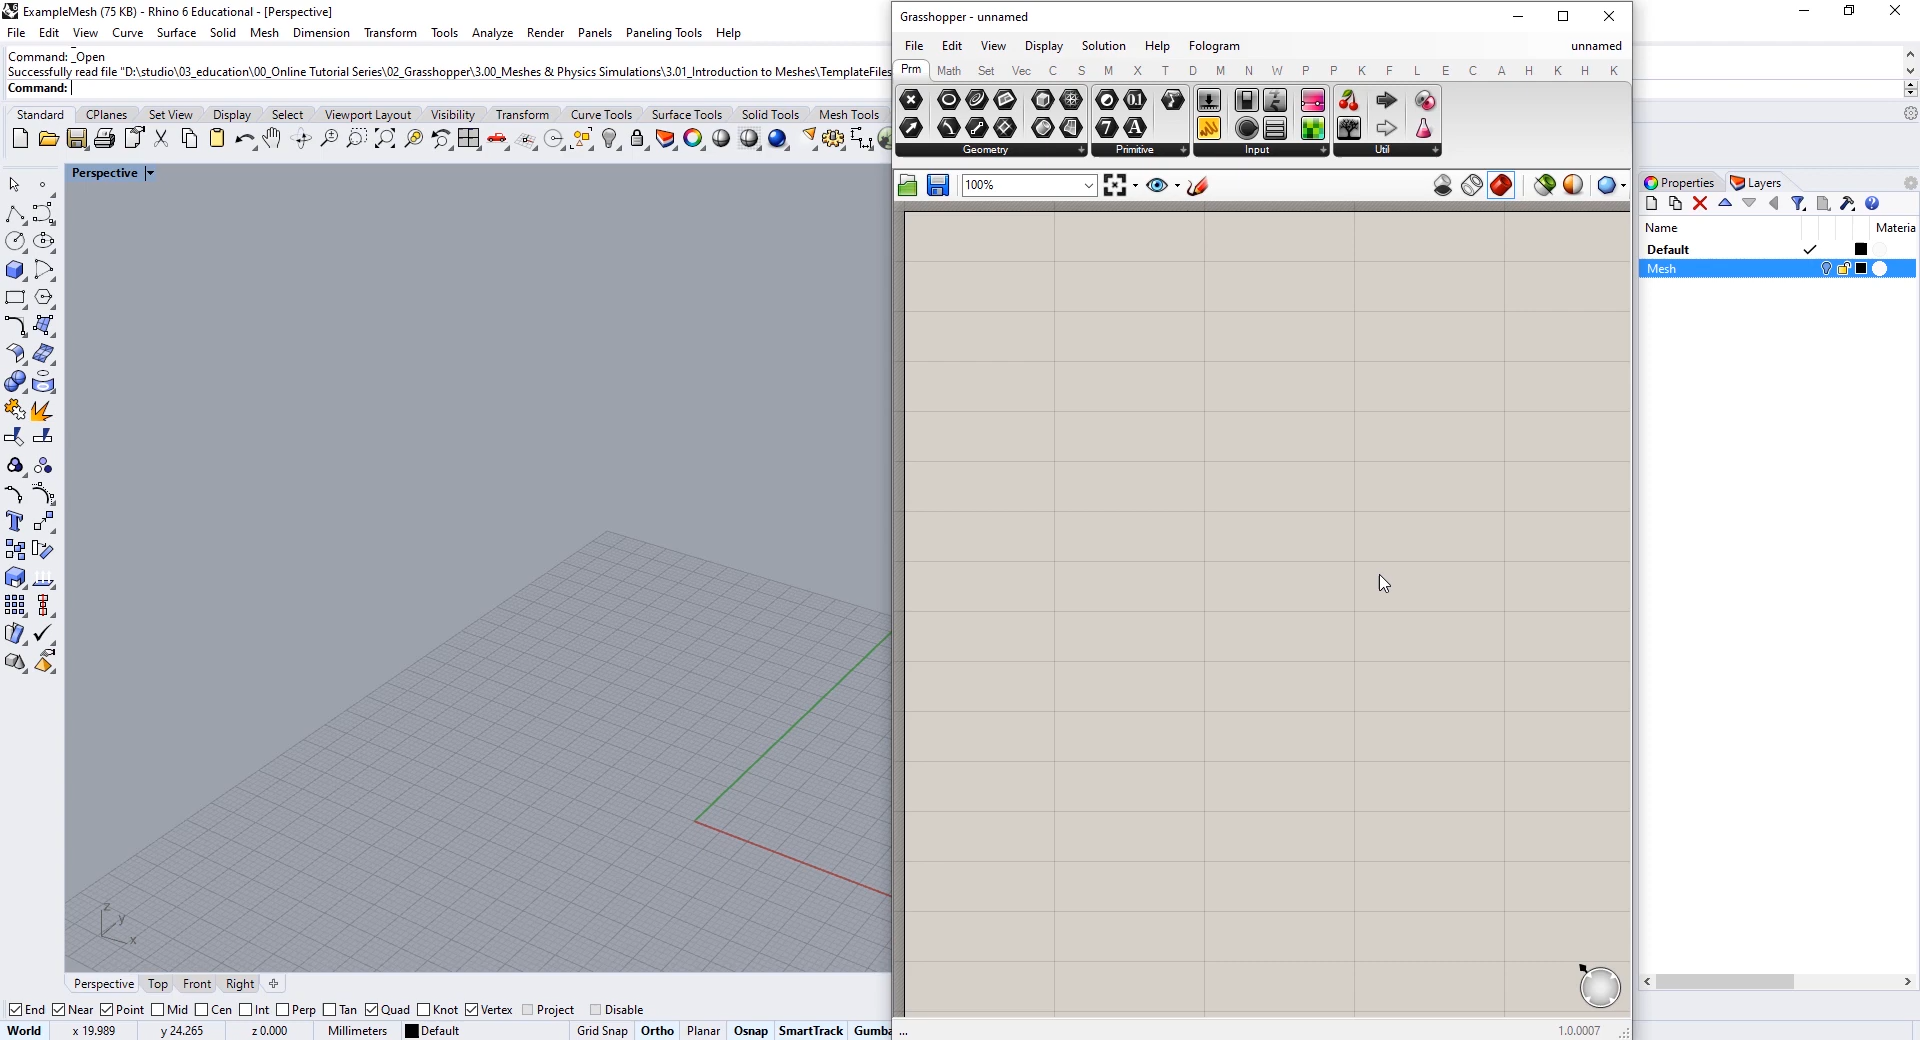 ExampleMesh (75 KB) - Rhino 6 Educational - [Perspective]
File Edit View Curve Surface Solid Mesh Dimension Transform Tools Analyze Render Panels Paneling Tools Help
Command: _Open
Successfully read file "D:\studio\03_education\00_Online Tutorial Series\02_Grasshopper\3.00_Meshes & Physics Simulations\3.01_Introduction to Meshes\TemplateFiles
Command:
Standard CPlanes Set View Display Select Viewport Layout Visibility Transform Curve Tools Surface Tools Solid Tools Mesh Tools
Perspective
z
y
x
Perspective Top Front Right
End Near Point Mid Cen Int Perp Tan Quad Knot Vertex Project Disable
World x 19.989 y 24.265 z 0.000 Millimeters Default Grid Snap Ortho Planar Osnap SmartTrack Gumba
Grasshopper - unnamed
File Edit View Display Solution Help Fologram unnamed
Prm Math Set Vec C S M X T D M N W P P K F L E C A H K H K
Geometry Primitive Input Util
100%
... 1.0.0007
Properties Layers
Name Materia
Default
Mesh